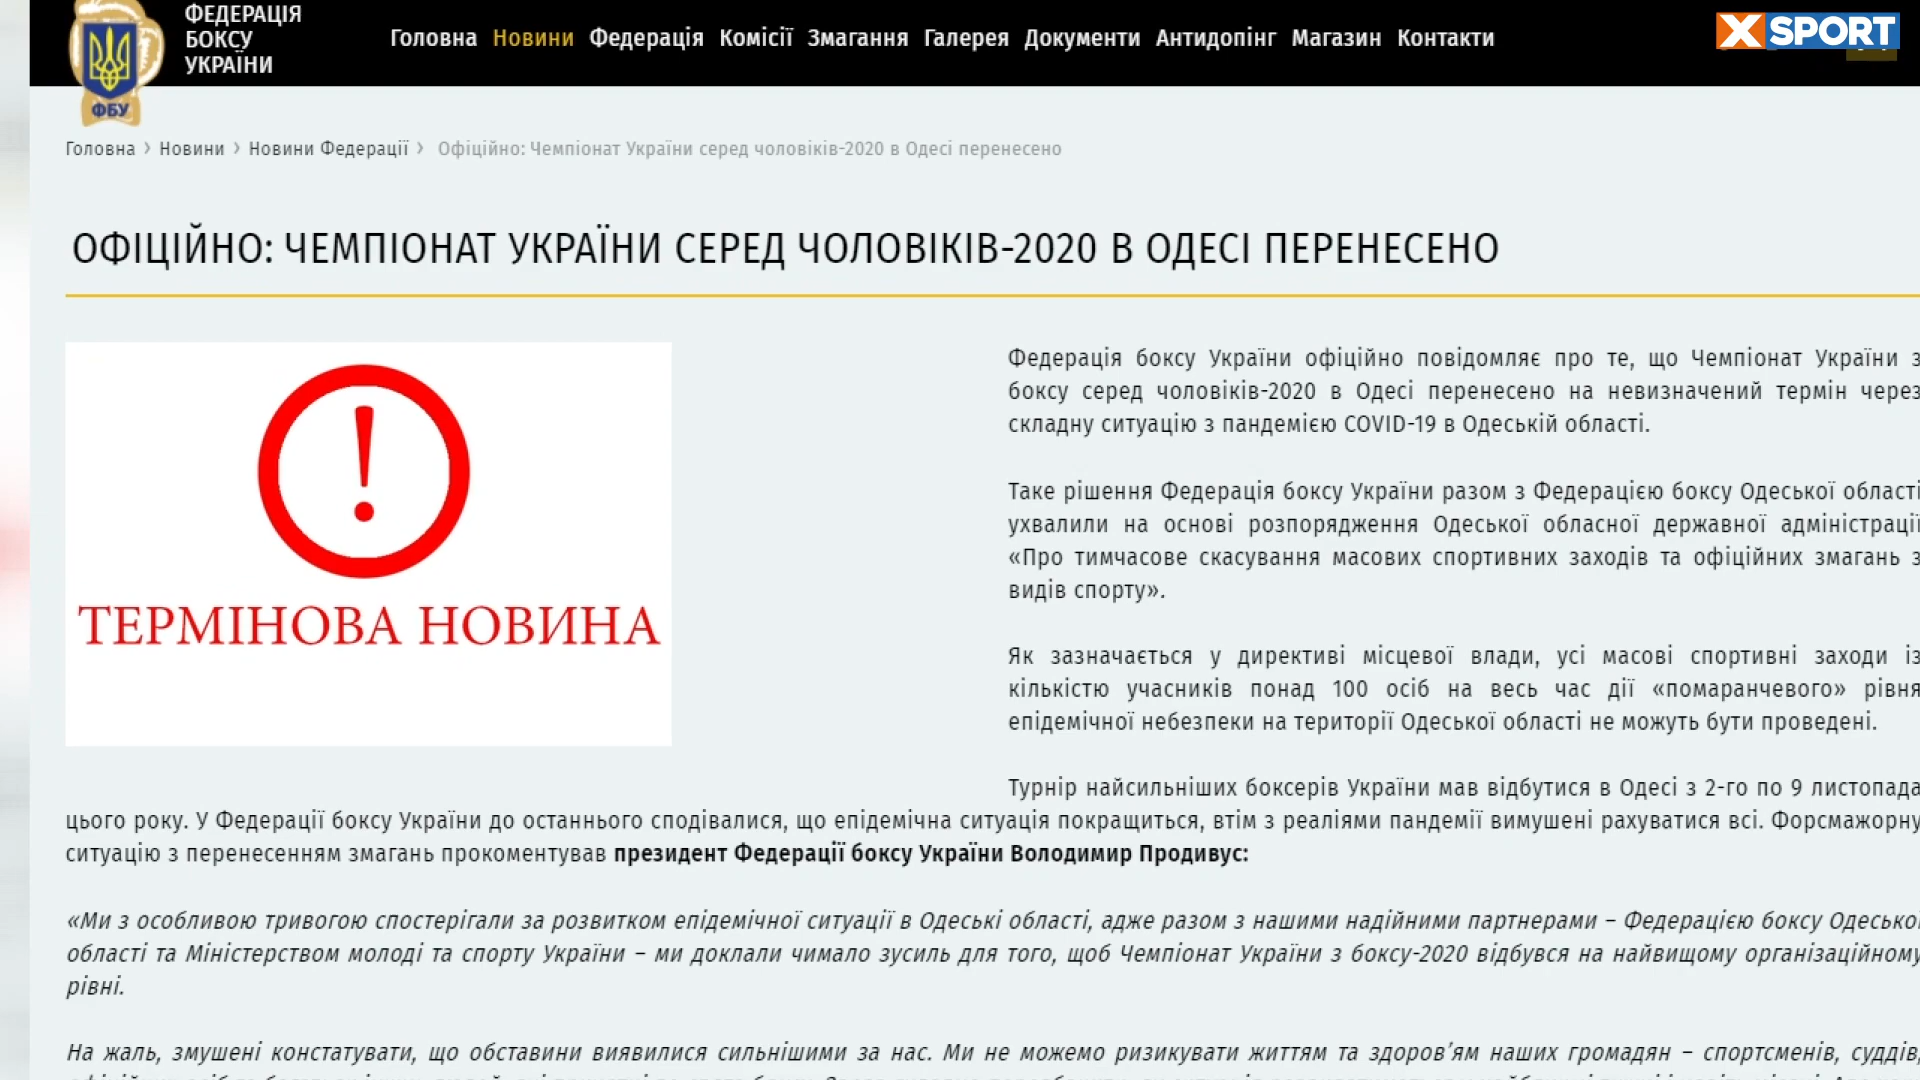 ФЕДЕРАЦІЯ
БОКСУ
УКРАЇНИ
ФБУ
Головна Новини Федерація Комісії Змагання Галерея Документи Антидопінг Магазин Контакти
XSPORT
Головна › Новини › Новини Федерації › Офіційно: Чемпіонат України серед чоловіків-2020 в Одесі перенесено
ОФІЦІЙНО: ЧЕМПІОНАТ УКРАЇНИ СЕРЕД ЧОЛОВІКІВ-2020 В ОДЕСІ ПЕРЕНЕСЕНО
!
ТЕРМІНОВА НОВИНА
Федерація боксу України офіційно повідомляє про те, що Чемпіонат України з
боксу серед чоловіків-2020 в Одесі перенесено на невизначений термін через
складну ситуацію з пандемією COVID-19 в Одеській області.
Таке рішення Федерація боксу України разом з Федерацією боксу Одеської області
ухвалили на основі розпорядження Одеської обласної державної адміністрації
«Про тимчасове скасування масових спортивних заходів та офіційних змагань з
видів спорту».
Як зазначається у директиві місцевої влади, усі масові спортивні заходи із
кількістю учасників понад 100 осіб на весь час дії «помаранчевого» рівня
епідемічної небезпеки на території Одеської області не можуть бути проведені.
Турнір найсильніших боксерів України мав відбутися в Одесі з 2-го по 9 листопада
цього року. У Федерації боксу України до останнього сподівалися, що епідемічна ситуація покращиться, втім з реаліями пандемії вимушені рахуватися всі. Форсмажорну
ситуацію з перенесенням змагань прокоментував президент Федерації боксу України Володимир Продивус:
«Ми з особливою тривогою спостерігали за розвитком епідемічної ситуації в Одеські області, адже разом з нашими надійними партнерами – Федерацією боксу Одеської
області та Міністерством молоді та спорту України – ми доклали чимало зусиль для того, щоб Чемпіонат України з боксу-2020 відбувся на найвищому організаційному
рівні.
На жаль, змушені констатувати, що обставини виявилися сильнішими за нас. Ми не можемо ризикувати життям та здоров’ям наших громадян – спортсменів, суддів,